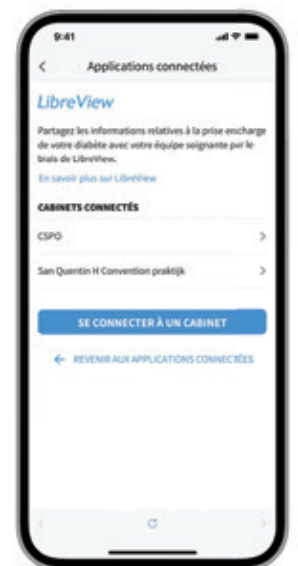 9:41
Applications connectées
LibreView
Partagez les informations relatives à la prise encharge
de votre diabète avec votre équipe soignante par le
biais de LibreView.
En savoir plus sur LibreView
CABINETS CONNECTÉS
CSPO
San Quentin H Convention praktijk
SE CONNECTER À UN CABINET
REVENIR AUX APPLICATIONS CONNECTÉES